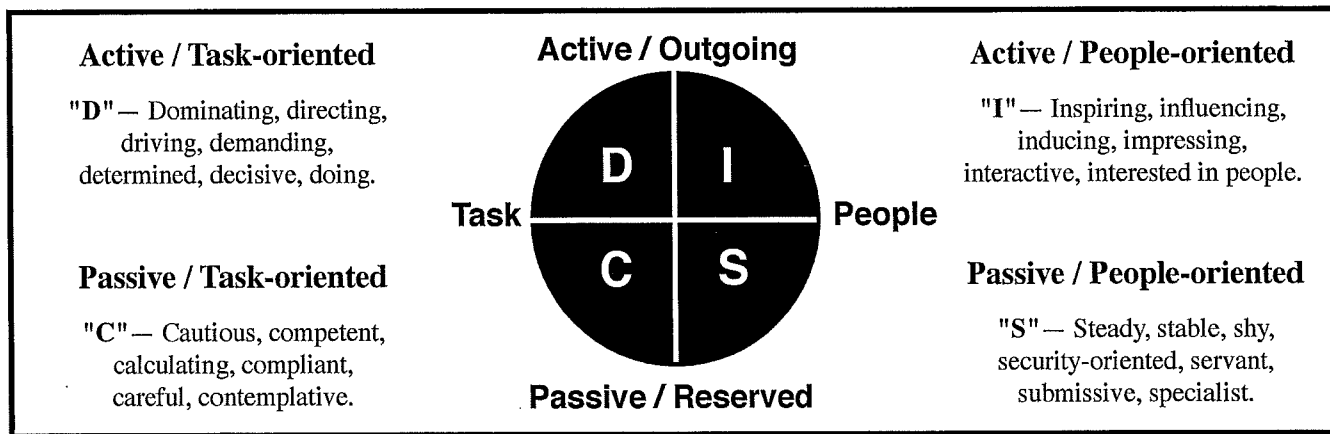 Active / Task-oriented
"D"— Dominating, directing,
driving, demanding,
determined, decisive, doing.
Active / Outgoing
Active / People-oriented
"I"— Inspiring, influencing,
inducing, impressing,
interactive, interested in people.
D
I
Task
People
C
S
Passive / Task-oriented
"C"— Cautious, competent,
calculating, compliant,
careful, contemplative.
Passive / Reserved
Passive / People-oriented
"S"— Steady, stable, shy,
security-oriented, servant,
submissive, specialist.